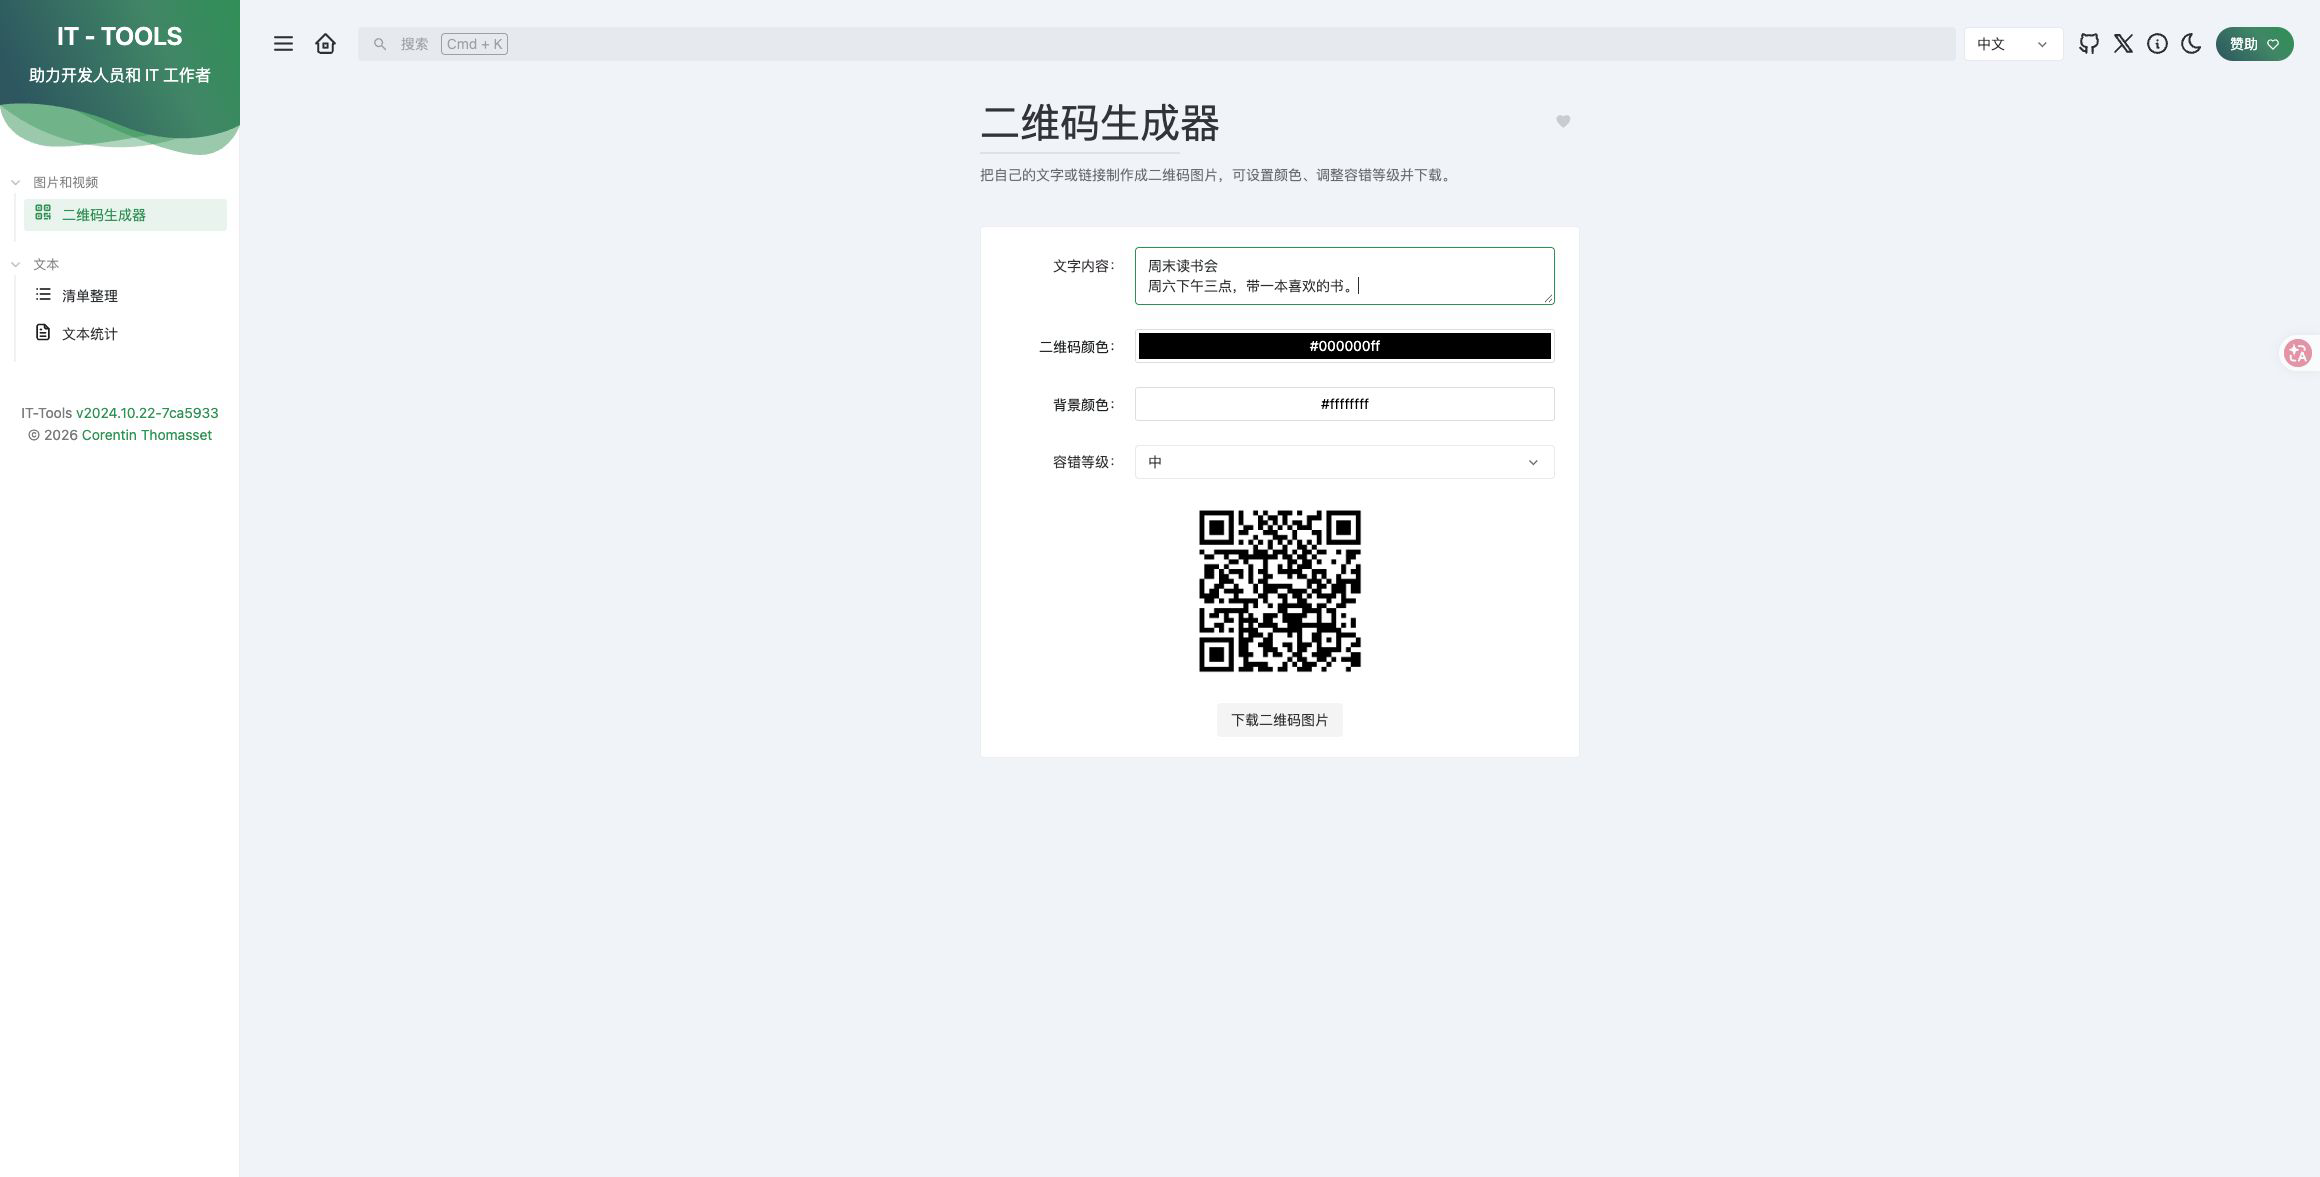 IT - TOOLS
助力开发人员和 IT 工作者
图片和视频
二维码生成器
文本
清单整理
文本统计
IT-Tools v2024.10.22-7ca5933
© 2026 Corentin Thomasset
搜索 Cmd + K
中文
赞助
二维码生成器
把自己的文字或链接制作成二维码图片，可设置颜色、调整容错等级并下载。
文字内容：
周末读书会
周六下午三点，带一本喜欢的书。
二维码颜色： #000000ff
背景颜色： #ffffffff
容错等级： 中
下载二维码图片